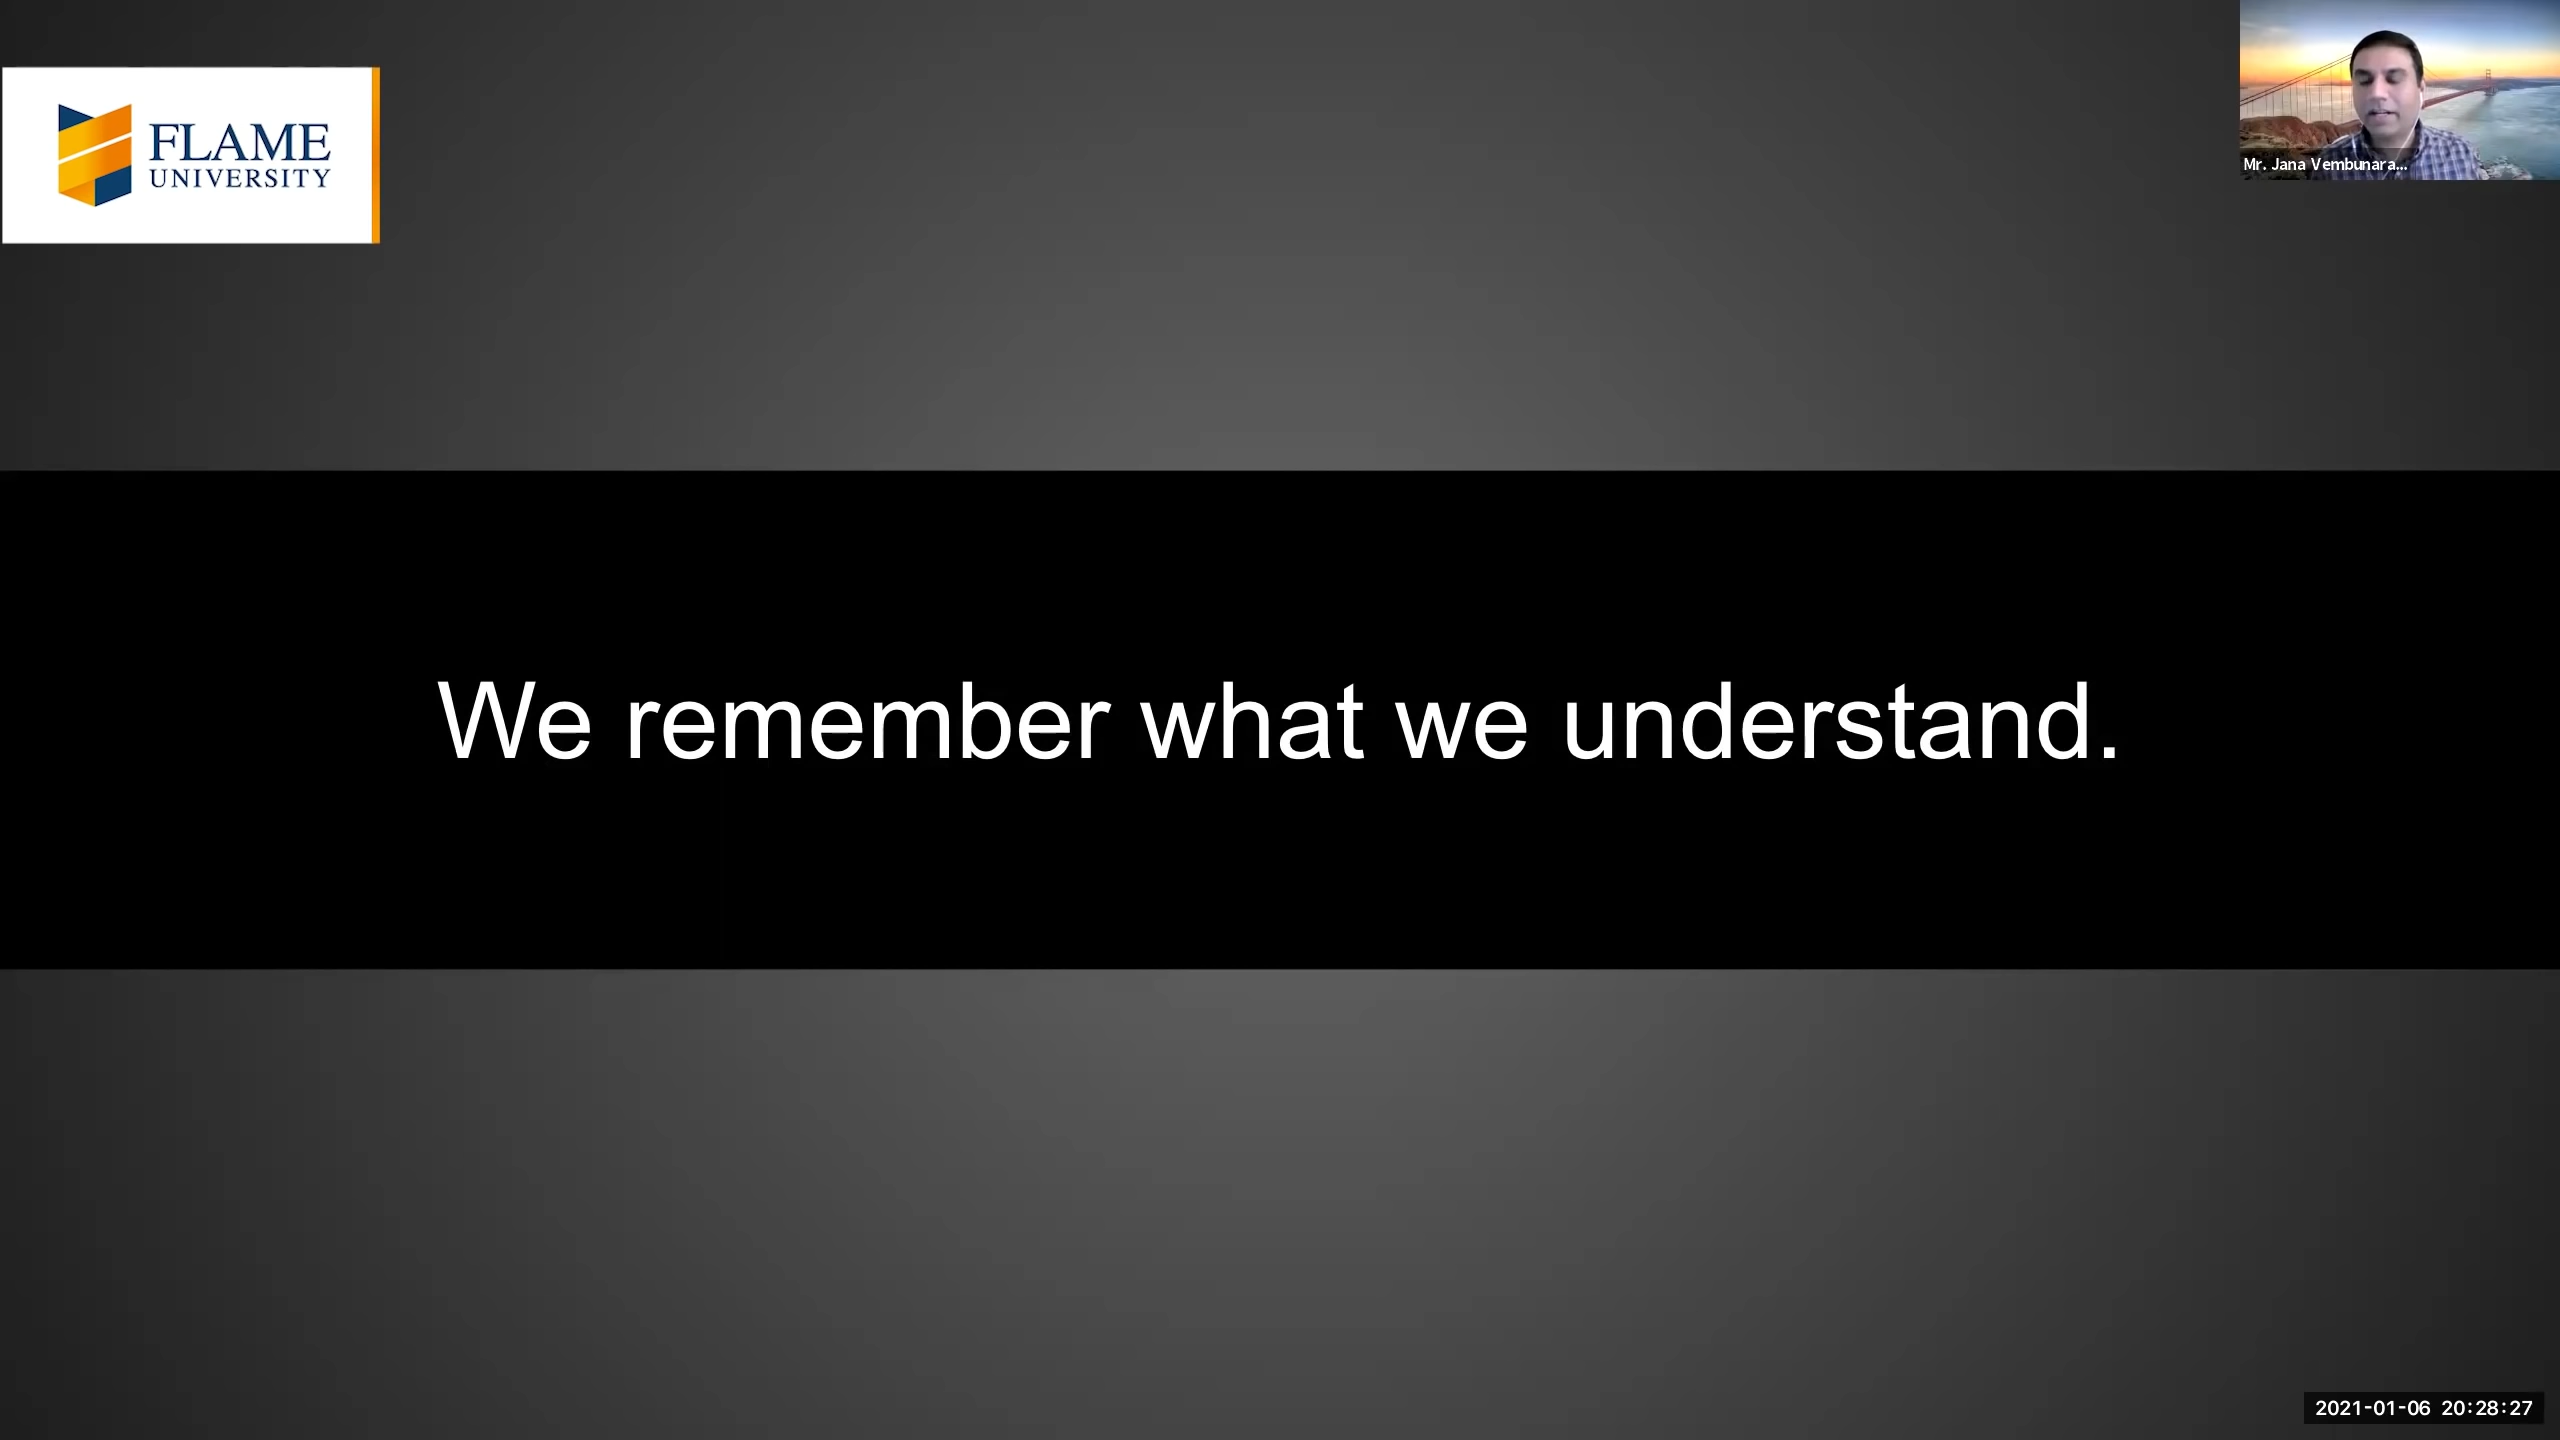 FLAME
UNIVERSITY
Mr. Jana Vembunara...
We remember what we understand.
2021-01-06 20:28:27